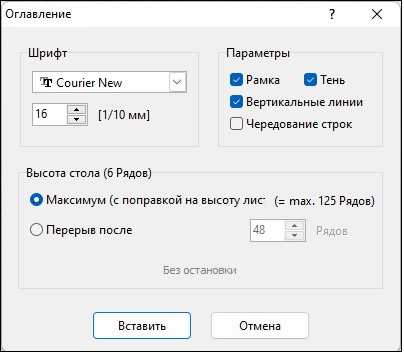 Оглавление
Шрифт
Courier New
16 [1/10 мм]
Параметры
Рамка Тень
Вертикальные линии
Чередование строк
Высота стола (6 Рядов)
Максимум (с поправкой на высоту лист (= max. 125 Рядов)
Перерыв после 48 Рядов
Без остановки
Вставить Отмена